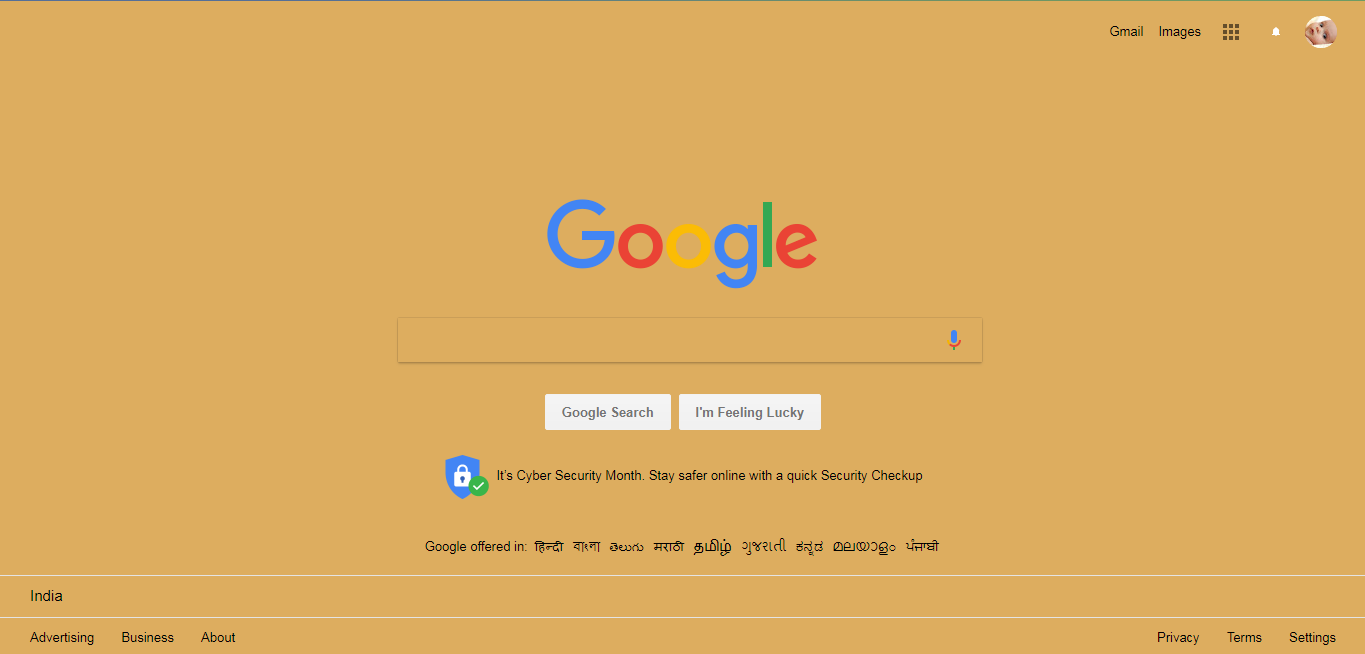 Gmail Images
Google
Google Search I'm Feeling Lucky
It's Cyber Security Month. Stay safer online with a quick Security Checkup
Google offered in: हिन्दी বাংলা తెలుగు मराठी தமிழ் ગુજરાતી ಕನ್ನಡ മലയാളം ਪੰਜਾਬੀ
India
Advertising Business About Privacy Terms Settings